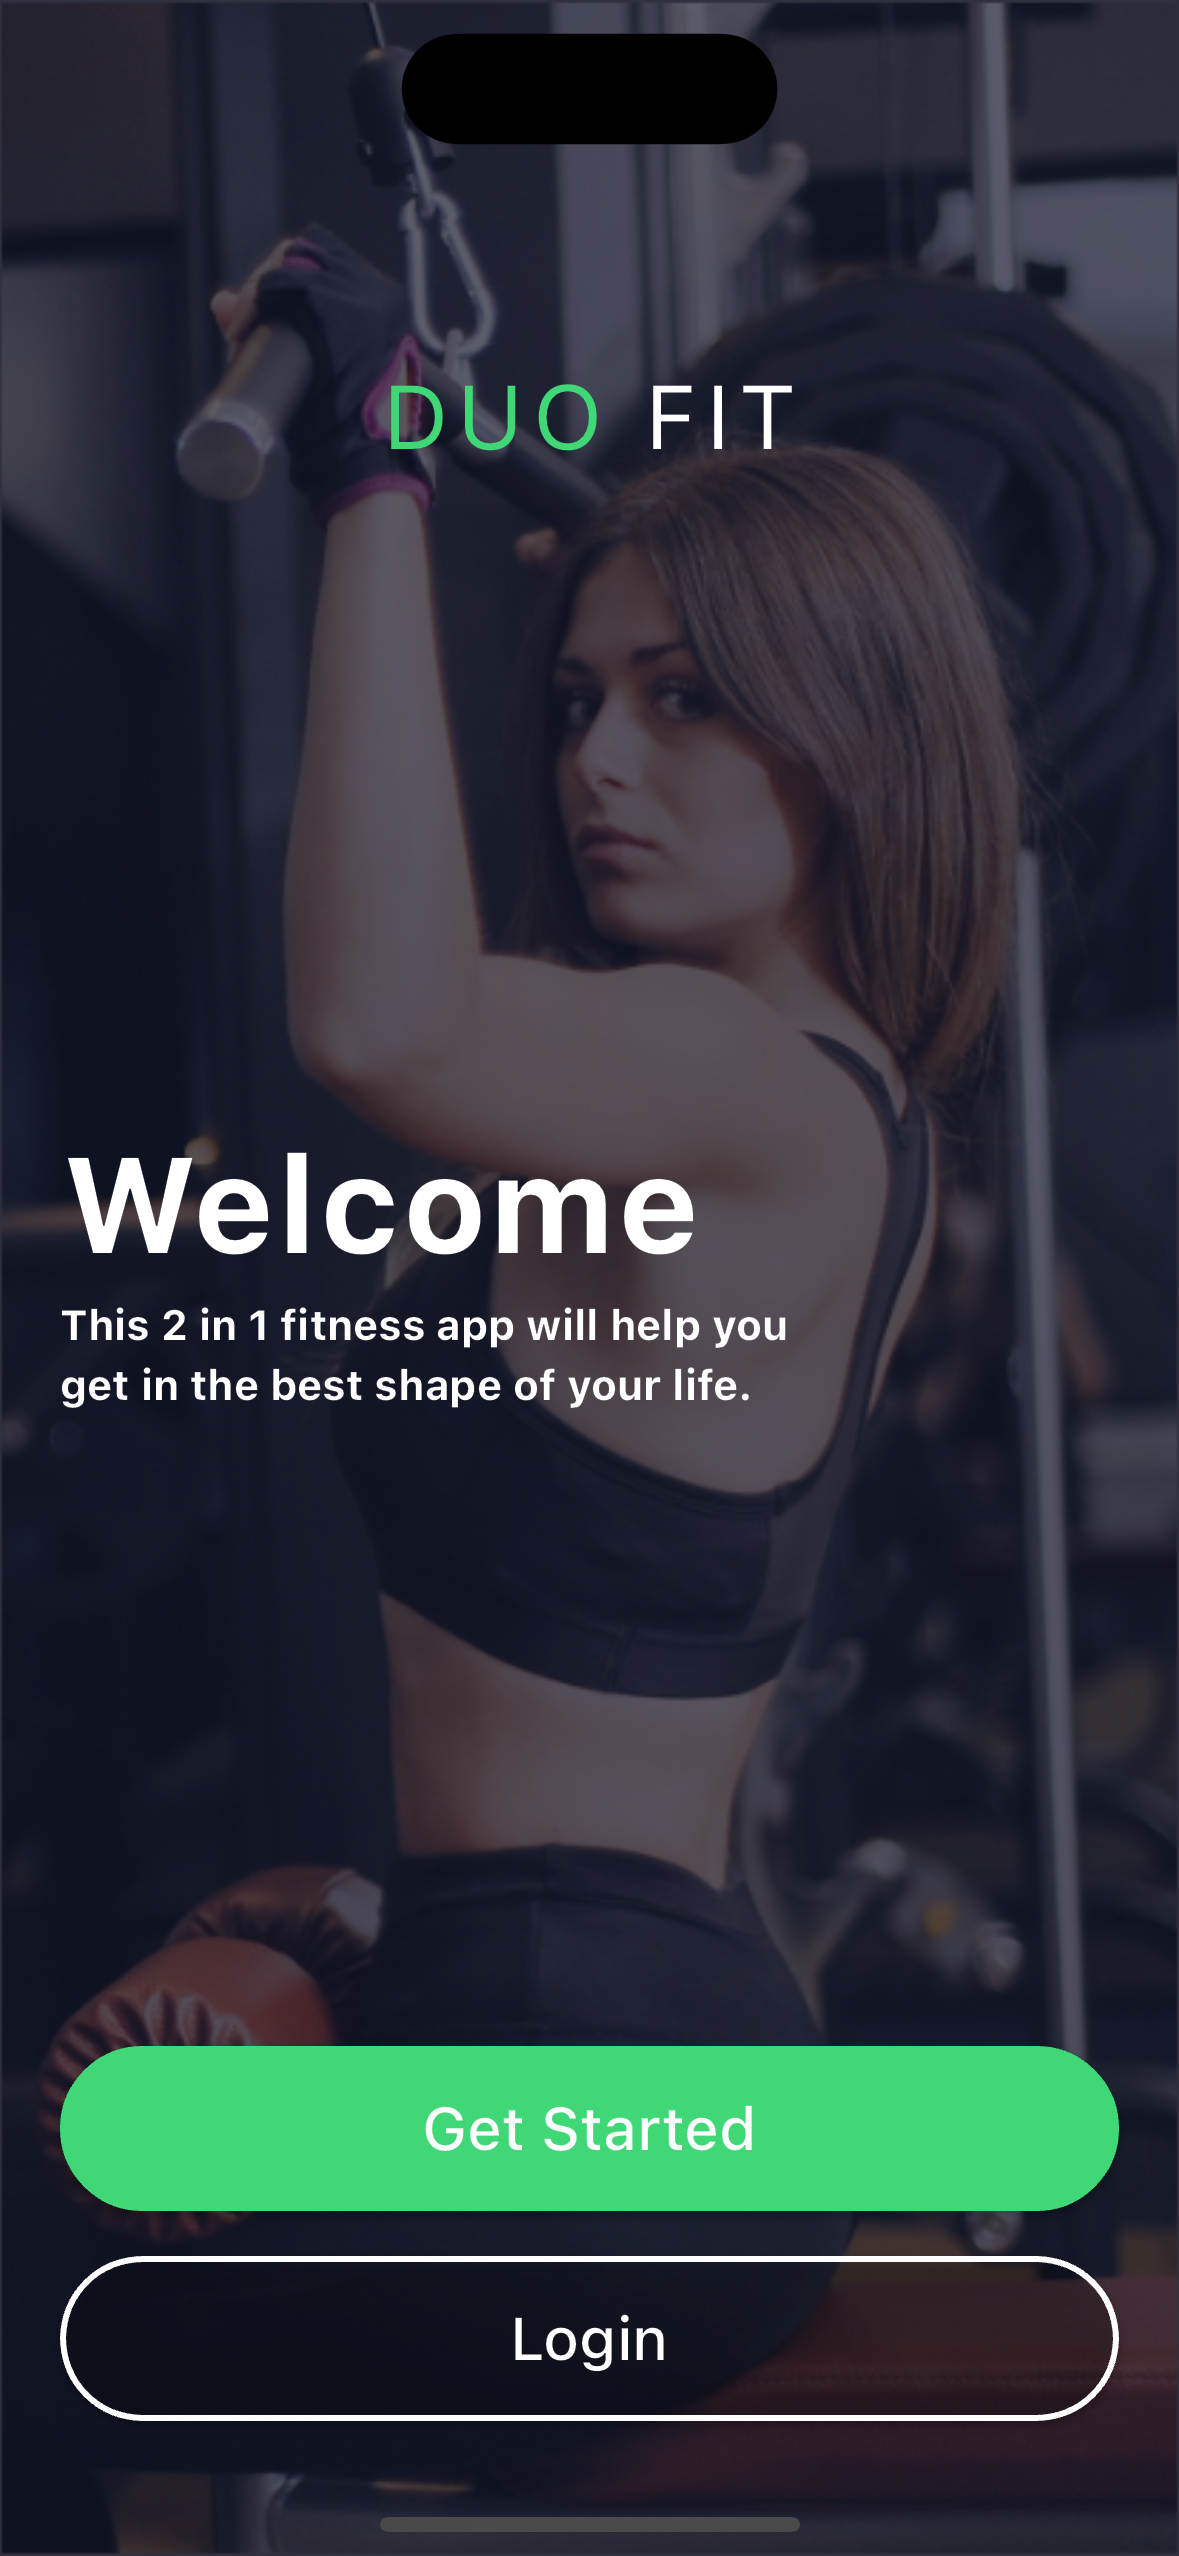 DUO FIT
Welcome
This 2 in 1 fitness app will help you
get in the best shape of your life.
Get Started
Login